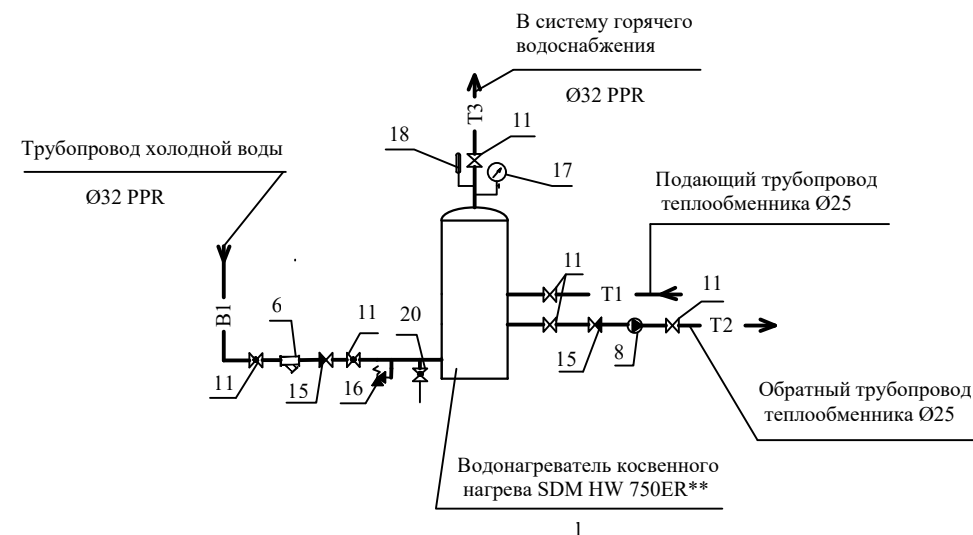 В систему горячего
водоснабжения
Ø32 PPR
Т3
11
18
17
Трубопровод холодной воды
Ø32 PPR
Подающий трубопровод
теплообменника Ø25
11
Т1
11
Т2
В1
6
11
20
11
15
16
15
8
Обратный трубопровод
теплообменника Ø25
Водонагреватель косвенного
нагрева SDM HW 750ER**
1